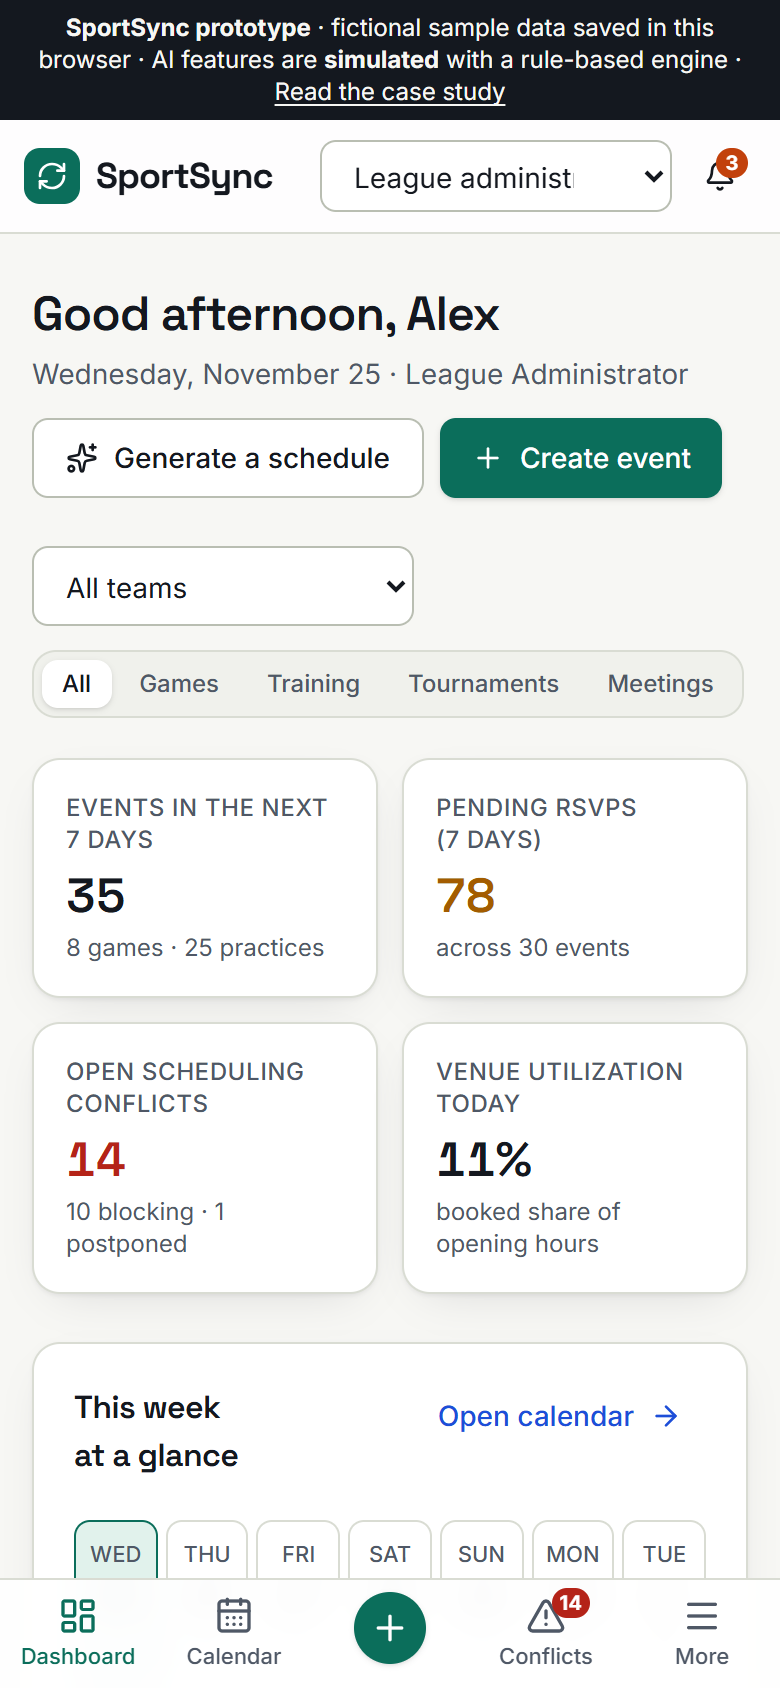 SportSync prototype · fictional sample data saved in this
browser · AI features are simulated with a rule-based engine ·
Read the case study
SportSync
League administ
3
Good afternoon, Alex
Wednesday, November 25 · League Administrator
Generate a schedule
Create event
All teams
All Games Training Tournaments Meetings
EVENTS IN THE NEXT
7 DAYS
35
8 games · 25 practices
PENDING RSVPS
(7 DAYS)
78
across 30 events
OPEN SCHEDULING
CONFLICTS
14
10 blocking · 1
postponed
VENUE UTILIZATION
TODAY
11%
booked share of
opening hours
This week
at a glance
Open calendar
WED THU FRI SAT SUN MON TUE
14
Dashboard Calendar Conflicts More